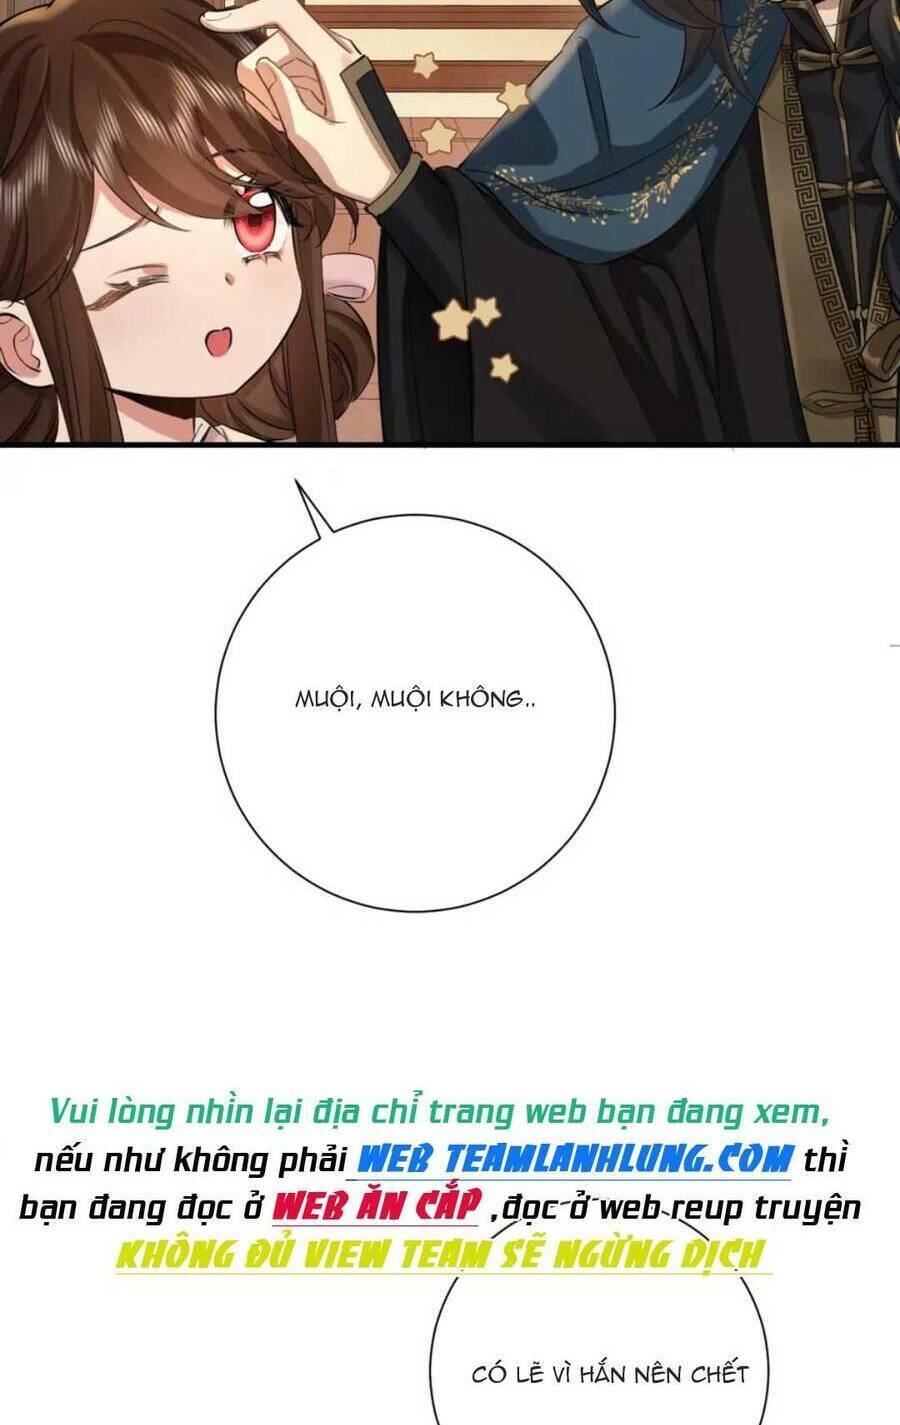 MUỘI, MUỘI KHÔNG..
Vui lòng nhìn lại địa chỉ trang web bạn đang xem,
nếu như không phải WEB TEAMLANHLUNG.COM thì
bạn đang đọc ở WEB ĂN CẮP ,đọc ở web reup truyện
KHÔNG ĐỦ VIEW TEAM SẼ NGỪNG DỊCH
CÓ LẼ VÌ HẮN NÊN CHẾT